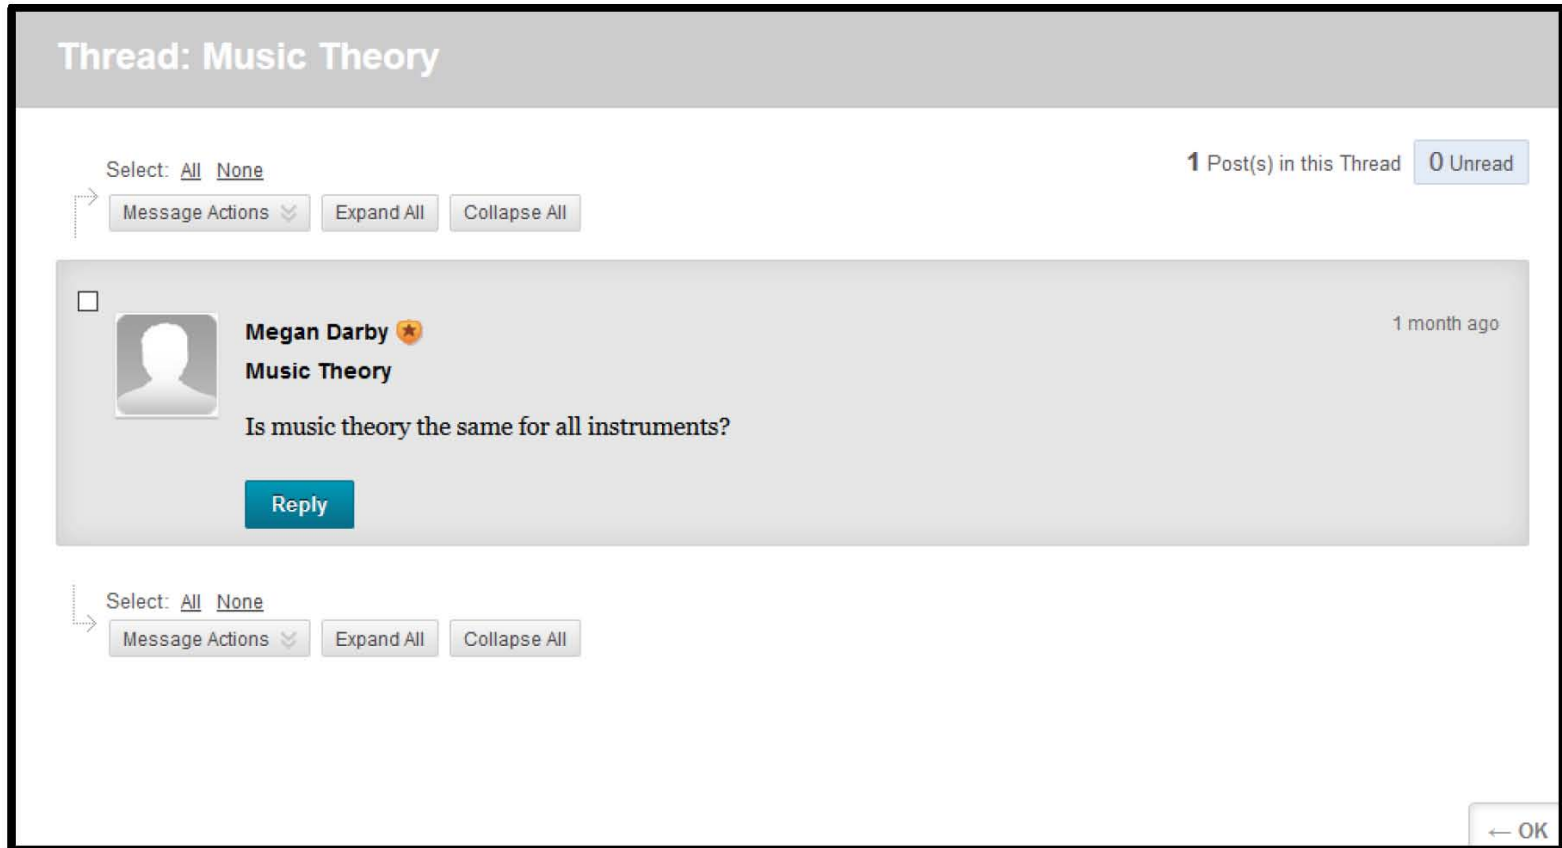 Thread: Music Theory
Select: All None
1 Post(s) in this Thread 0 Unread
Message Actions Expand All Collapse All
Megan Darby
1 month ago
Music Theory
Is music theory the same for all instruments?
Reply
Select: All None
Message Actions Expand All Collapse All
← OK